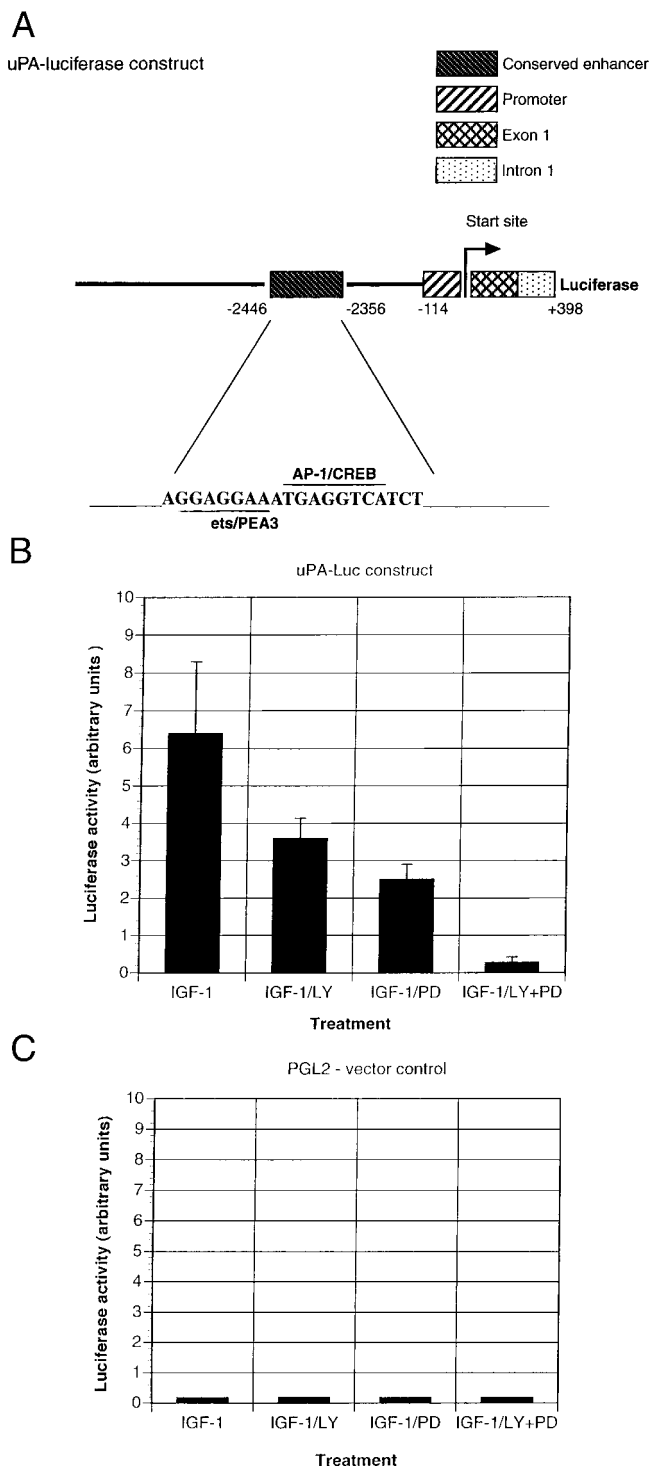 A
uPA-luciferase construct
Conserved enhancer
Promoter
Exon 1
Intron 1
Start site
Luciferase
-2446 -2356 -114 +398
AP-1/CREB
AGGAGGAAATGAGGTCATCT
ets/PEA3
B
uPA-Luc construct
Luciferase activity (arbitrary units )
10
9
8
7
6
5
4
3
2
1
0
IGF-1 IGF-1/LY IGF-1/PD IGF-1/LY+PD
Treatment
C
PGL2 - vector control
Luciferase activity (arbitrary units)
10
9
8
7
6
5
4
3
2
1
0
IGF-1 IGF-1/LY IGF-1/PD IGF-1/LY+PD
Treatment